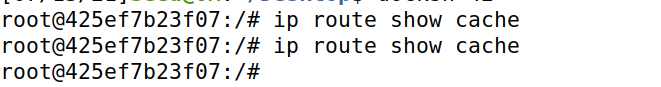 root@425ef7b23f07:/# ip route show cache
root@425ef7b23f07:/# ip route show cache
root@425ef7b23f07:/#